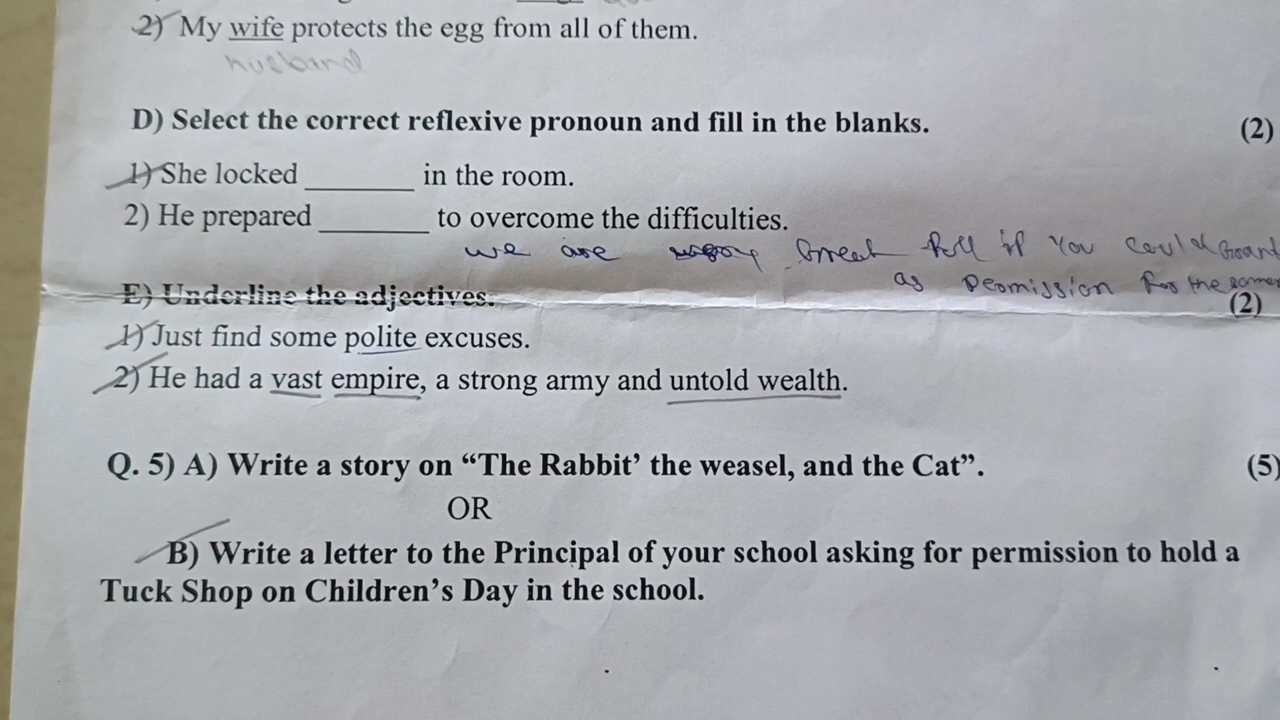 2) My wife protects the egg from all of them.
husband
D) Select the correct reflexive pronoun and fill in the blanks. (2)
1) She locked _______ in the room.
2) He prepared _______ to overcome the difficulties.
we are if You could
as Permission for the
E) Underline the adjectives. (2)
1) Just find some polite excuses.
2) He had a vast empire, a strong army and untold wealth.
Q. 5) A) Write a story on “The Rabbit’ the weasel, and the Cat”. (5)
OR
B) Write a letter to the Principal of your school asking for permission to hold a
Tuck Shop on Children’s Day in the school.